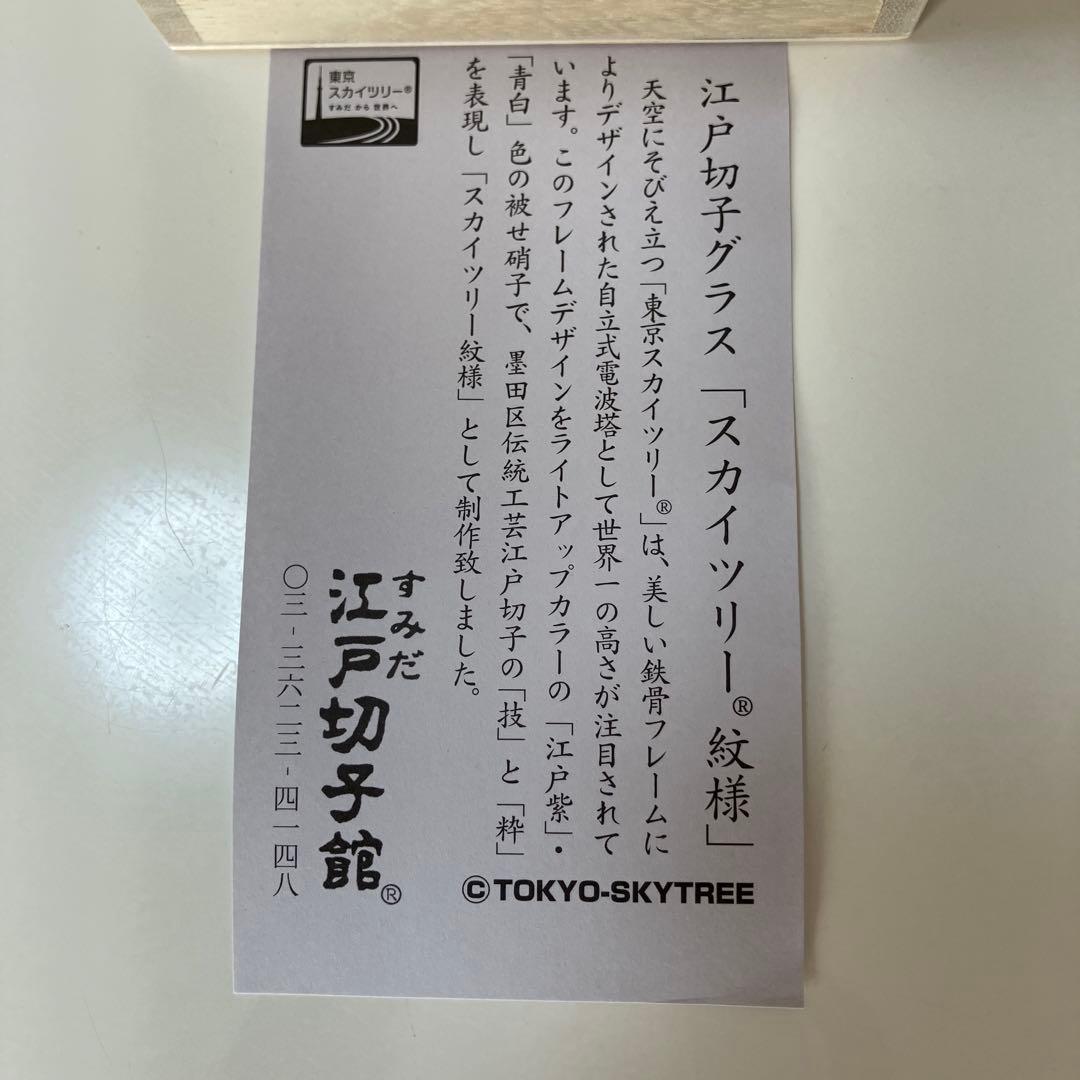 江戸切子グラス「スカイツリー®紋様」
天空にそびえ立つ「東京スカイツリー®」は、美しい鉄骨フレームに
よりデザインされた自立式電波塔として世界一の高さが注目されて
います。このフレームデザインをライトアップカラーの「江戸紫」・
「青白」色の被せ硝子で、墨田区伝統工芸江戸切子の「技」と「粋」
を表現し「スカイツリー紋様」として制作致しました。
東京
スカイツリー®
すみだ から 世界へ
すみだ
江戸切子館®
〇三-三六二三-四一四八
©TOKYO-SKYTREE